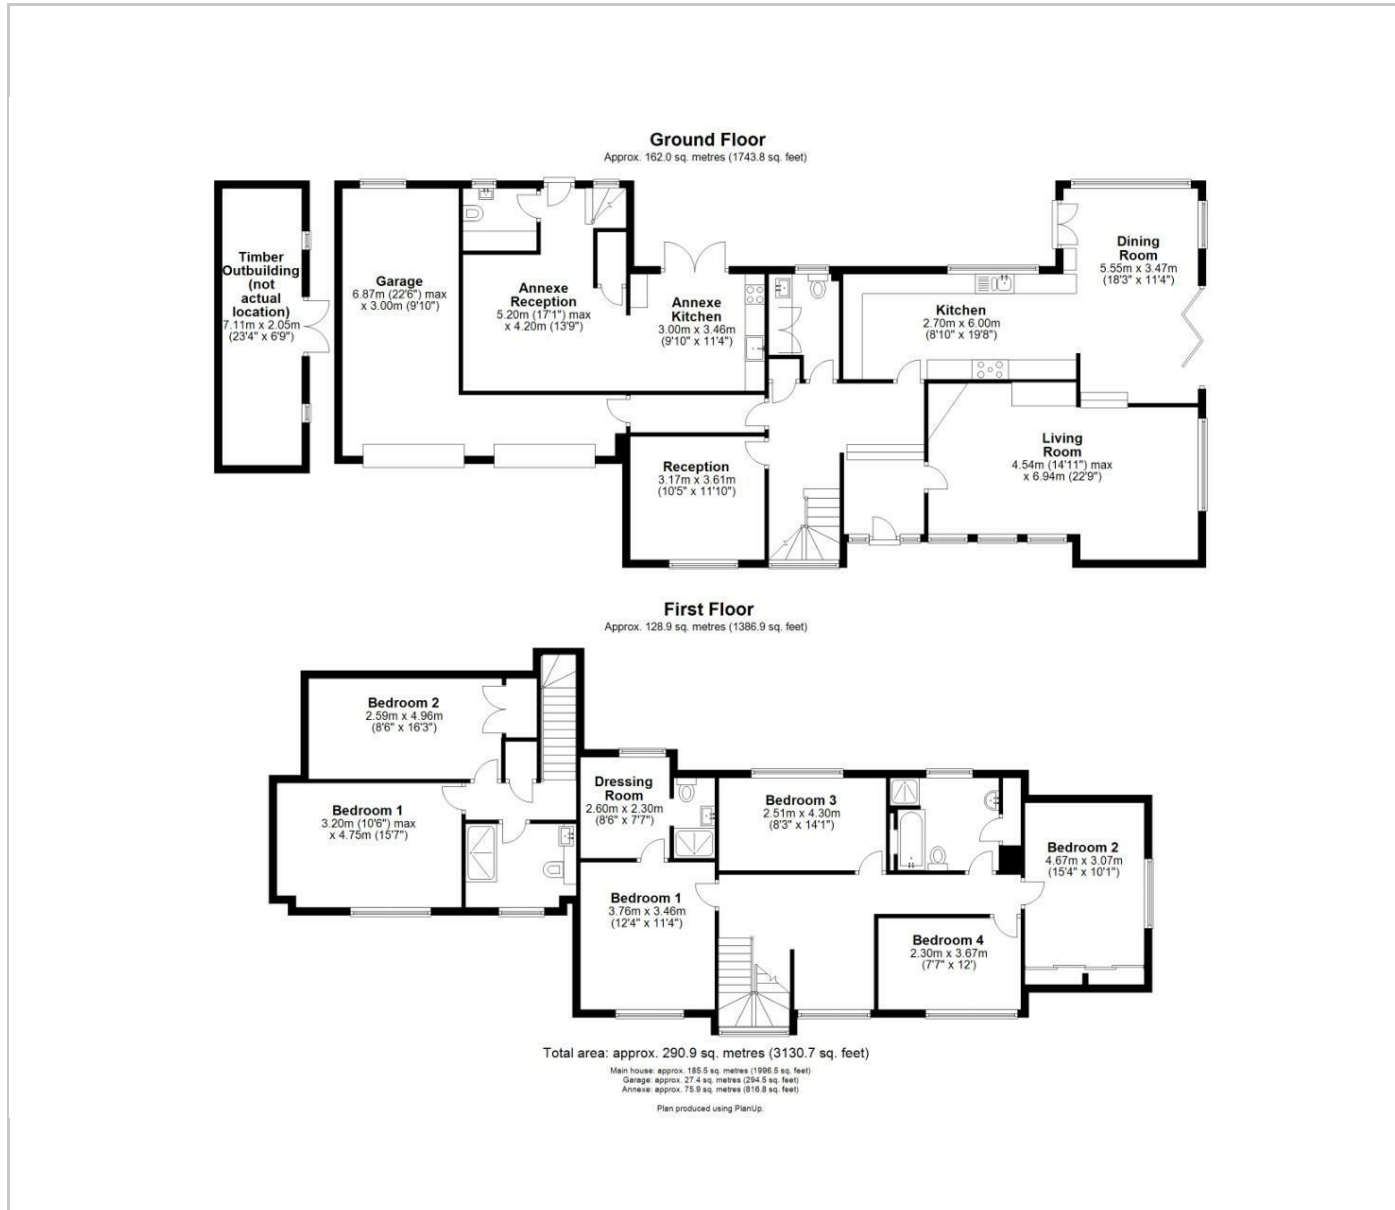 Ground Floor
Approx. 162.0 sq. metres (1743.8 sq. feet)
Timber
Outbuilding
(not
actual
location)
7.11m x 2.05m
(23'4" x 6'9")
Garage
6.87m (22'6") max
x 3.00m (9'10")
Annexe
Reception
5.20m (17'1") max
x 4.20m (13'9")
Annexe
Kitchen
3.00m x 3.46m
(9'10" x 11'4")
Kitchen
2.70m x 6.00m
(8'10" x 19'8")
Dining
Room
5.55m x 3.47m
(18'3" x 11'4")
Reception
3.17m x 3.61m
(10'5" x 11'10")
Living
Room
4.54m (14'11") max
x 6.94m (22'9")
First Floor
Approx. 128.9 sq. metres (1386.9 sq. feet)
Bedroom 2
2.59m x 4.96m
(8'6" x 16'3")
Bedroom 1
3.20m (10'6") max
x 4.75m (15'7")
Dressing
Room
2.60m x 2.30m
(8'6" x 7'7")
Bedroom 1
3.76m x 3.46m
(12'4" x 11'4")
Bedroom 3
2.51m x 4.30m
(8'3" x 14'1")
Bedroom 4
2.30m x 3.67m
(7'7" x 12')
Bedroom 2
4.67m x 3.07m
(15'4" x 10'1")
Total area: approx. 290.9 sq. metres (3130.7 sq. feet)
Main house: approx. 185.5 sq. metres (1996.5 sq. feet)
Garage: approx. 27.4 sq. metres (294.5 sq. feet)
Annexe: approx. 75.9 sq. metres (816.8 sq. feet)
Plan produced using PlanUp.